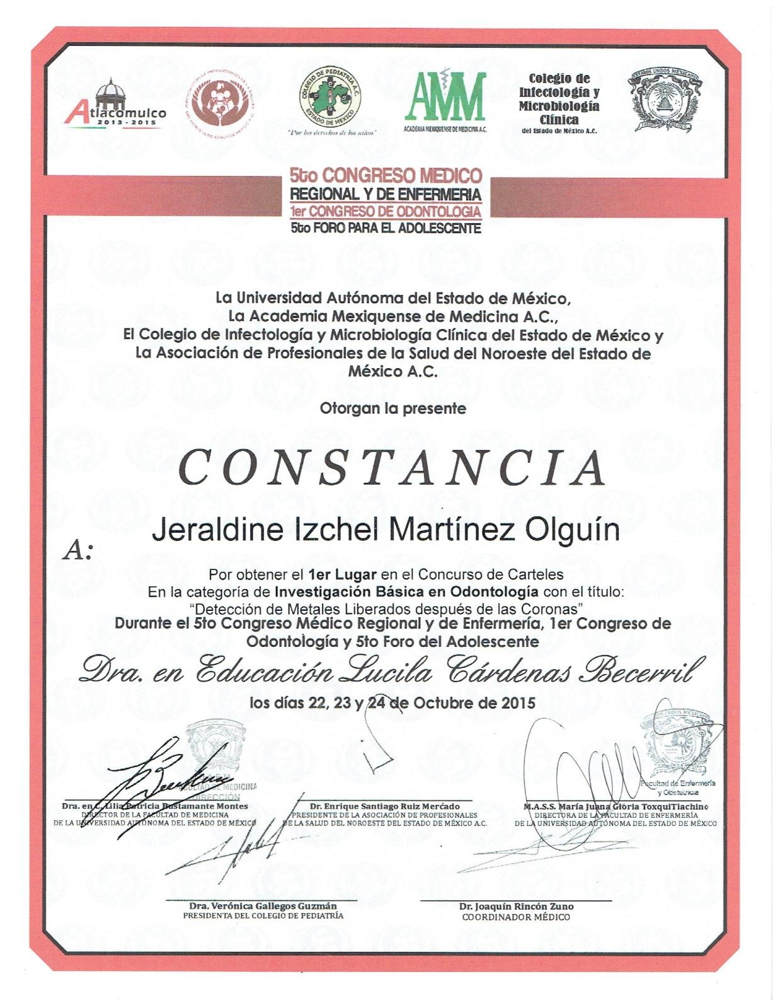 Atlacomulco
2013 - 2015
COLEGIO DE PEDIATRIA A.C.
ESTADO DE MEXICO
"Por los derechos de los niños"
AMM
ACADEMIA MEXIQUENSE DE MEDICINA A.C.
Colegio de
Infectología y
Microbiología
Clínica
del Estado de México A.C.
ESTADOS UNIDOS MEXICANOS
5to CONGRESO MEDICO
REGIONAL Y DE ENFERMERIA
1er CONGRESO DE ODONTOLOGIA
5to FORO PARA EL ADOLESCENTE
La Universidad Autónoma del Estado de México,
La Academia Mexiquense de Medicina A.C.,
El Colegio de Infectología y Microbiología Clínica del Estado de México y
La Asociación de Profesionales de la Salud del Noroeste del Estado de
México A.C.
Otorgan la presente
CONSTANCIA
Jeraldine Izchel Martínez Olguín
A:
Por obtener el 1er Lugar en el Concurso de Carteles
En la categoría de Investigación Básica en Odontología con el título:
“Detección de Metales Liberados después de las Coronas”
Durante el 5to Congreso Médico Regional y de Enfermería, 1er Congreso de
Odontología y 5to Foro del Adolescente
Dra. en Educación Lucila Cárdenas Becerril
los días 22, 23 y 24 de Octubre de 2015
FACULTAD DE MEDICINA
DIRECCIÓN
Facultad de Enfermería
y Obstetricia
Dra. en C. Lilia Patricia Bustamante Montes
DIRECTOR DE LA FACULTAD DE MEDICINA
DE LA UNIVERSIDAD AUTÓNOMA DEL ESTADO DE MÉXICO
Dr. Enrique Santiago Ruiz Mercado
PRESIDENTE DE LA ASOCIACIÓN DE PROFESIONALES
DE LA SALUD DEL NOROESTE DEL ESTADO DE MÉXICO A.C.
M.A.S.S. María Juana Gloria ToxquiTlachino
DIRECTORA DE LA FACULTAD DE ENFERMERÍA
DE LA UNIVERSIDAD AUTÓNOMA DEL ESTADO DE MÉXICO
Dra. Verónica Gallegos Guzmán
PRESIDENTA DEL COLEGIO DE PEDIATRÍA
Dr. Joaquín Rincón Zuno
COORDINADOR MÉDICO